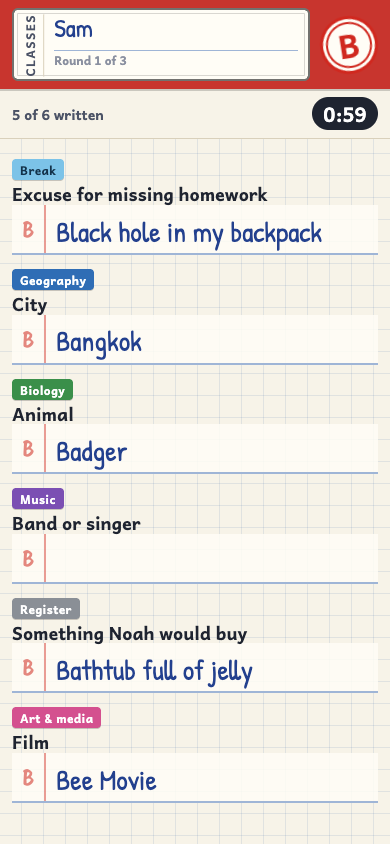 CLASSES
Sam
Round 1 of 3
B
5 of 6 written
0:59
Break
Excuse for missing homework
B
Black hole in my backpack
Geography
City
B
Bangkok
Biology
Animal
B
Badger
Music
Band or singer
B
Register
Something Noah would buy
B
Bathtub full of jelly
Art & media
Film
B
Bee Movie